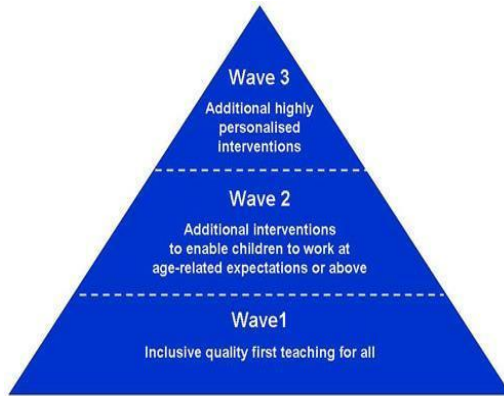 Wave 3
Additional highly
personalised
interventions
Wave 2
Additional interventions
to enable children to work at
age-related expectations or above
Wave1
Inclusive quality first teaching for all